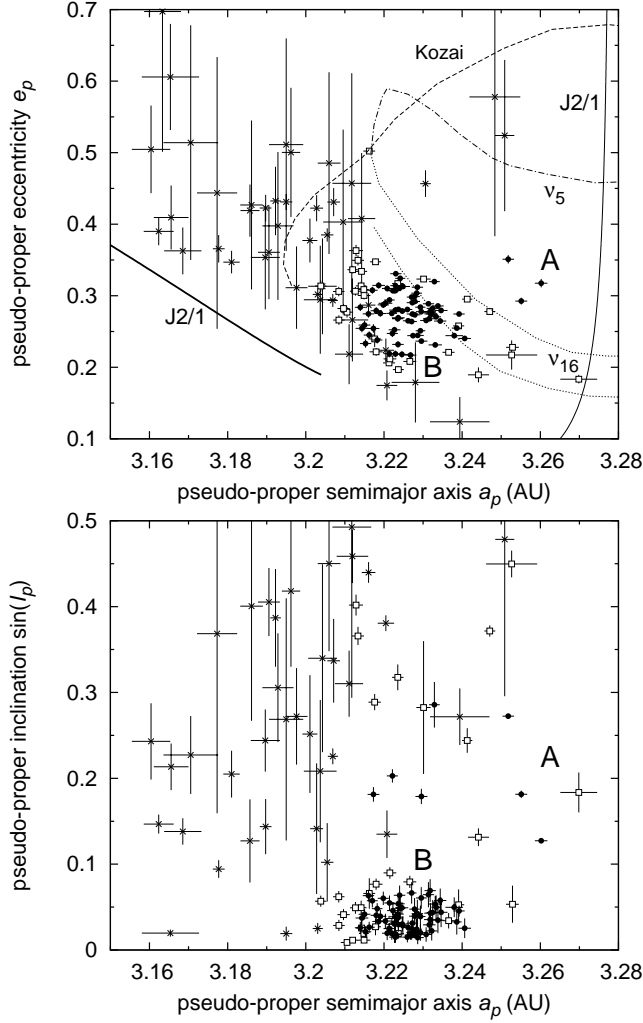 0.7
0.6
0.5
0.4
0.3
0.2
0.1
pseudo-proper eccentricity e_p
Kozai
J2/1
ν5
A
J2/1
B
ν16
3.16 3.18 3.2 3.22 3.24 3.26 3.28
pseudo-proper semimajor axis a_p (AU)
0.5
0.4
0.3
0.2
0.1
0
pseudo-proper inclination sin(I_p)
A
B
3.16 3.18 3.2 3.22 3.24 3.26 3.28
pseudo-proper semimajor axis a_p (AU)